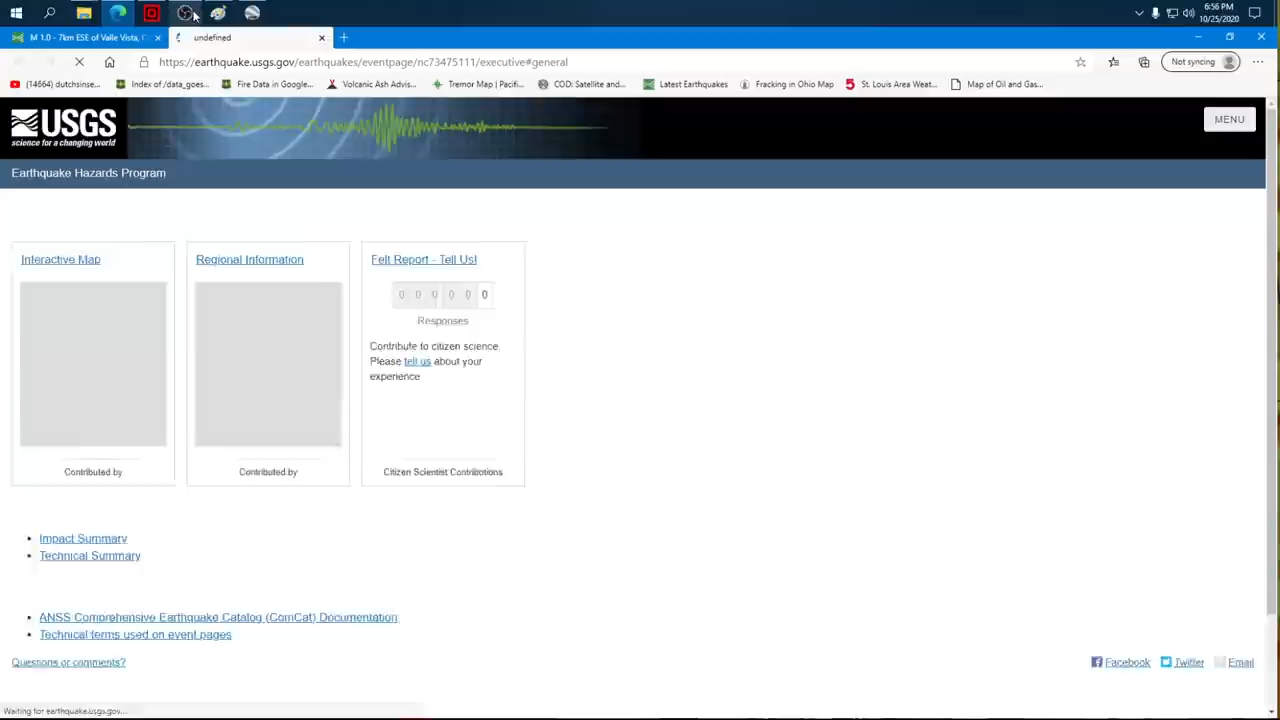 6:56 PM
10/25/2020
M 1.0 - 7km ESE of Valle Vista, C
undefined
https://earthquake.usgs.gov/earthquakes/eventpage/nc73475111/executive#general
Not syncing
(14664) dutchsinse...
Index of /data_goes...
Fire Data in Google...
Volcanic Ash Advis...
Tremor Map | Pacif...
COD: Satellite and...
Latest Earthquakes
Fracking in Ohio Map
St. Louis Area Weat...
Map of Oil and Gas...
USGS
science for a changing world
MENU
Earthquake Hazards Program
Interactive Map
Regional Information
Felt Report - Tell Us!
0 0 0 0 0 0
Responses
Contribute to citizen science.
Please tell us about your
experience
Contributed by
Contributed by
Citizen Scientist Contributions
Impact Summary
Technical Summary
ANSS Comprehensive Earthquake Catalog (ComCat) Documentation
Technical terms used on event pages
Questions or comments?
Facebook
Twitter
Email
Waiting for earthquake.usgs.gov...